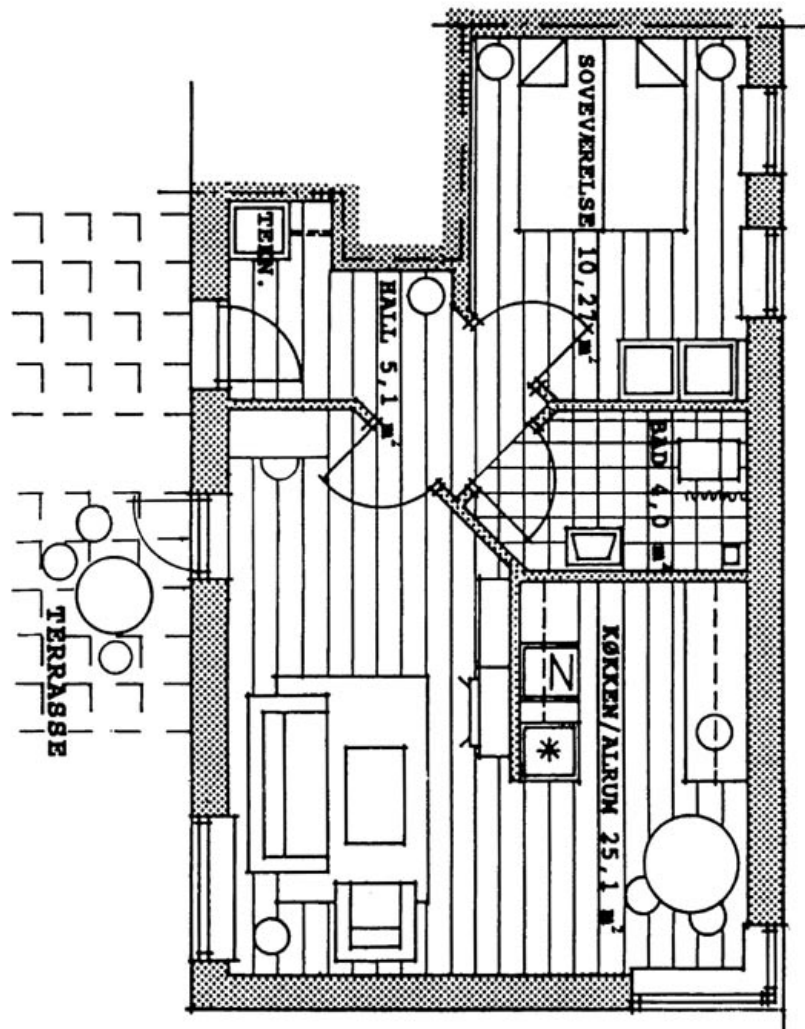 SOVEVÆRELSE 10,27 m²
TEKN.
HALL 5,1 m²
BAD 4,0 m²
KØKKEN/ALRUM 25,1 m²
TERRASSE